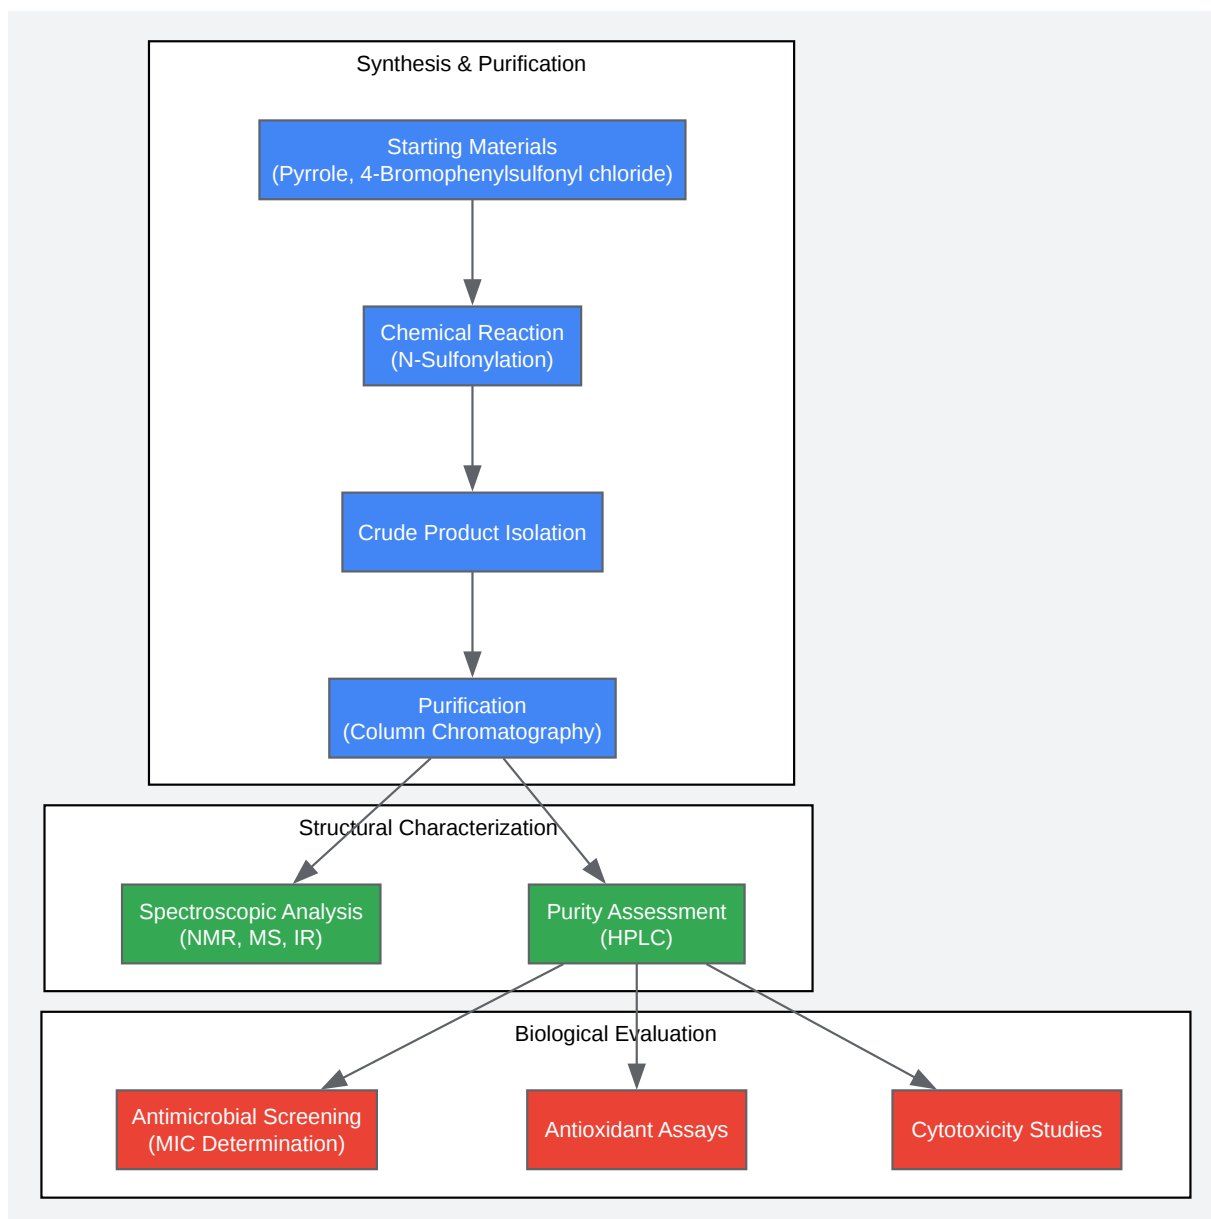 Synthesis & Purification
Starting Materials
(Pyrrole, 4-Bromophenylsulfonyl chloride)
Chemical Reaction
(N-Sulfonylation)
Crude Product Isolation
Purification
(Column Chromatography)
Structural Characterization
Spectroscopic Analysis
(NMR, MS, IR)
Purity Assessment
(HPLC)
Biological Evaluation
Antimicrobial Screening
(MIC Determination)
Antioxidant Assays
Cytotoxicity Studies